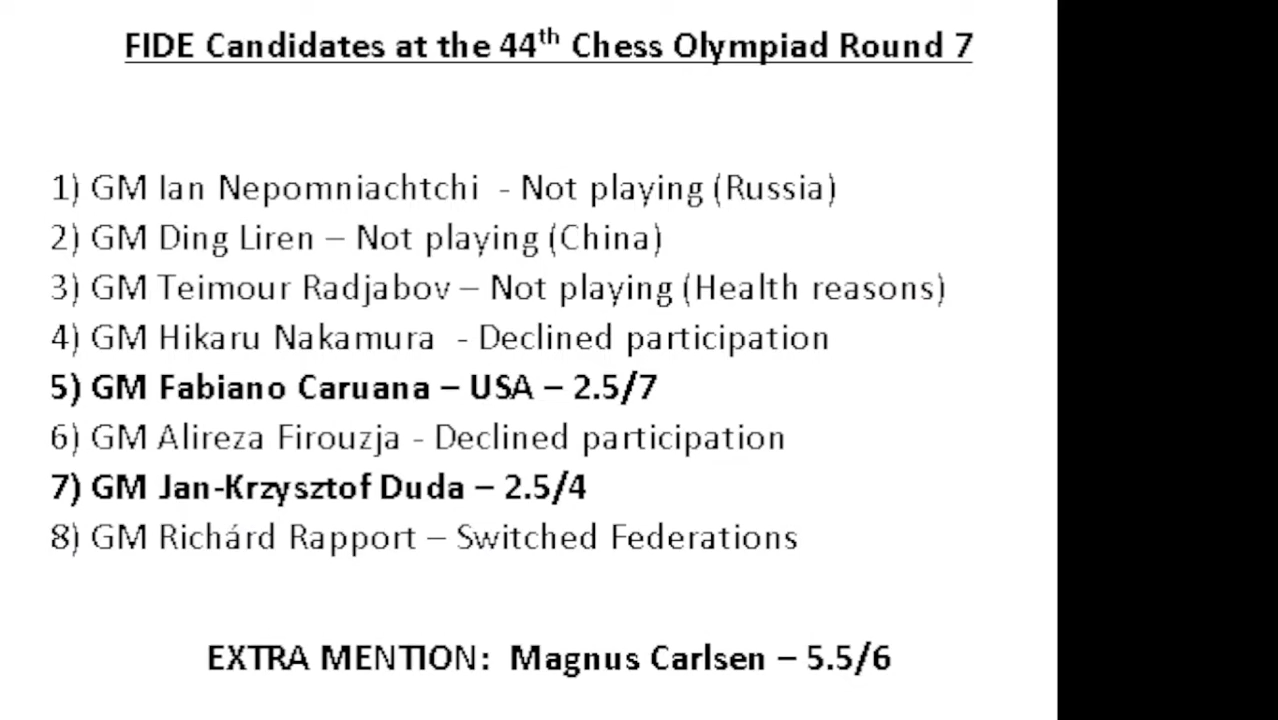 FIDE Candidates at the 44th Chess Olympiad Round 7
1) GM Ian Nepomniachtchi - Not playing (Russia)
2) GM Ding Liren – Not playing (China)
3) GM Teimour Radjabov – Not playing (Health reasons)
4) GM Hikaru Nakamura - Declined participation
5) GM Fabiano Caruana – USA – 2.5/7
6) GM Alireza Firouzja - Declined participation
7) GM Jan-Krzysztof Duda – 2.5/4
8) GM Richárd Rapport – Switched Federations
EXTRA MENTION: Magnus Carlsen – 5.5/6